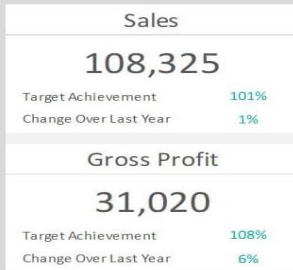 Sales
108,325
Target Achievement 101%
Change Over Last Year 1%
Gross Profit
31,020
Target Achievement 108%
Change Over Last Year 6%